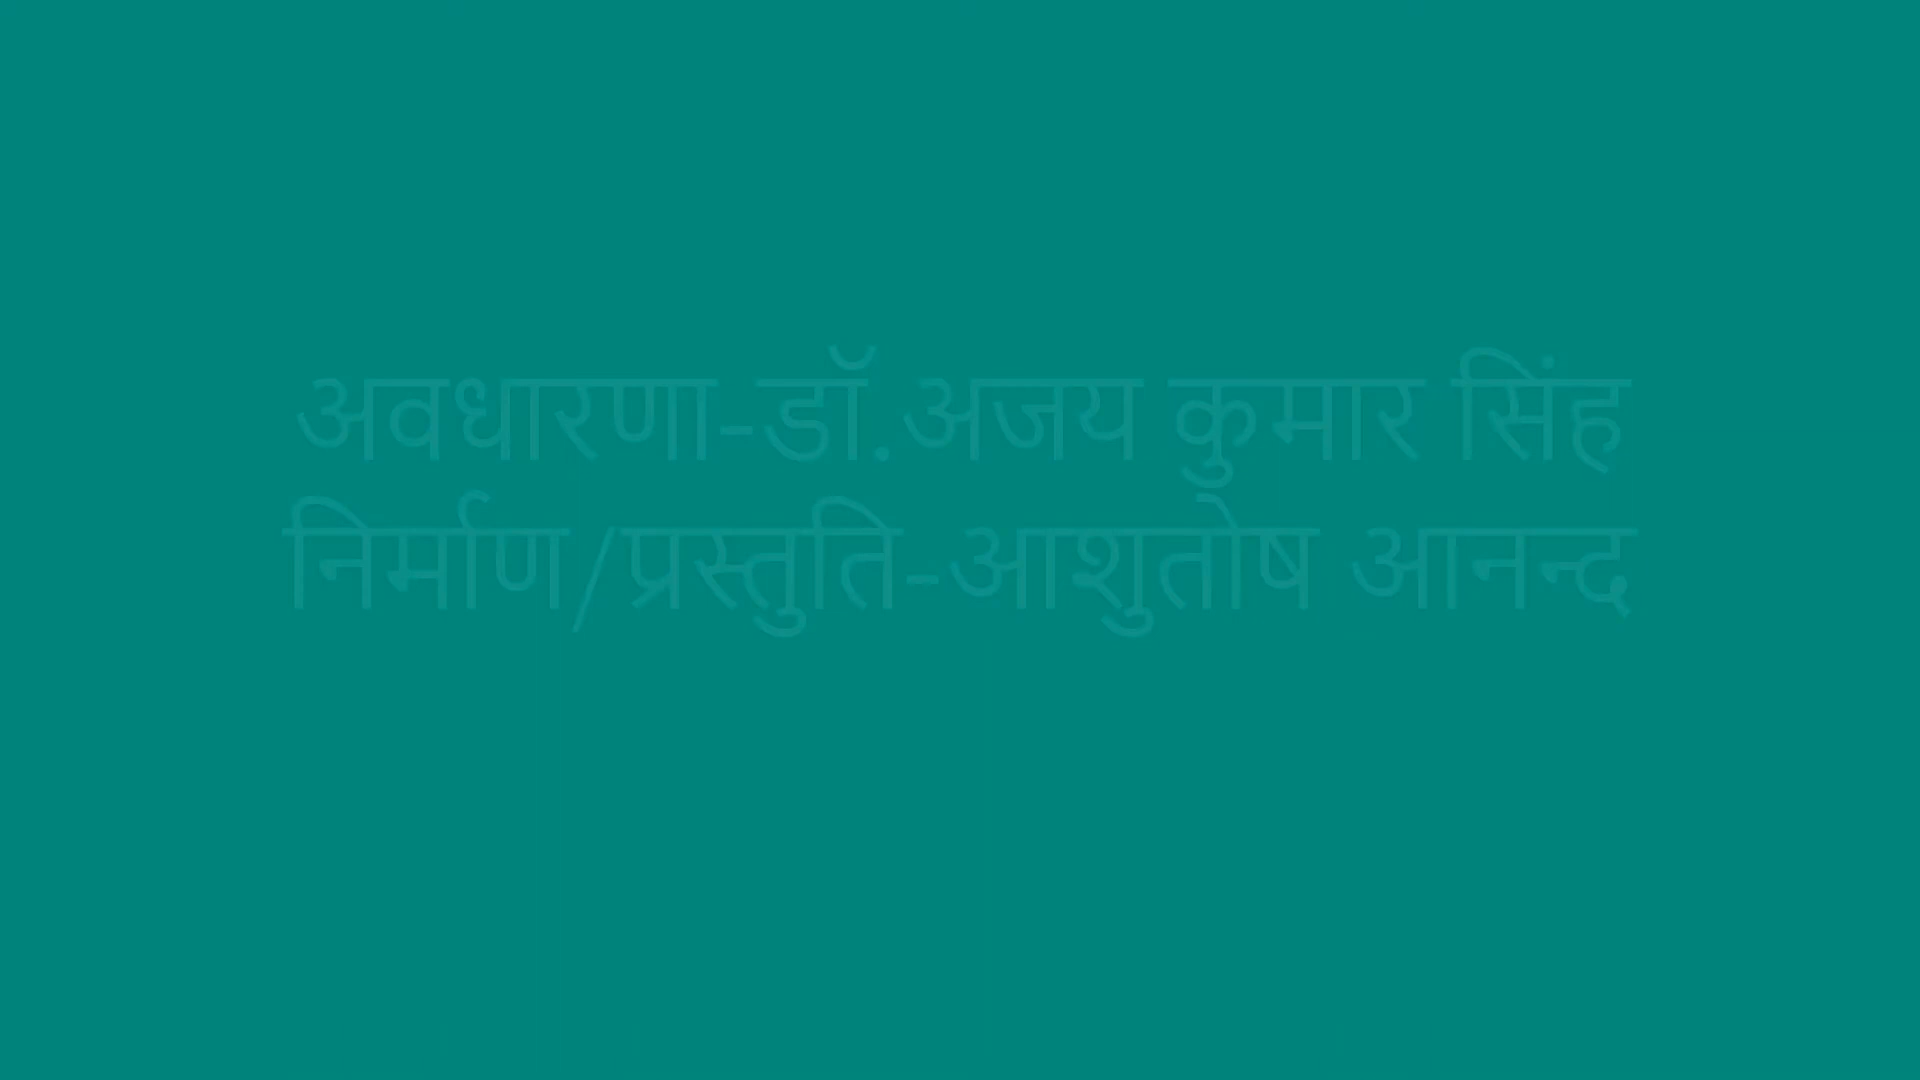 अवधारणा-डॉ.अजय कुमार सिंह
निर्माण/प्रस्तुति-आशुतोष आनन्द